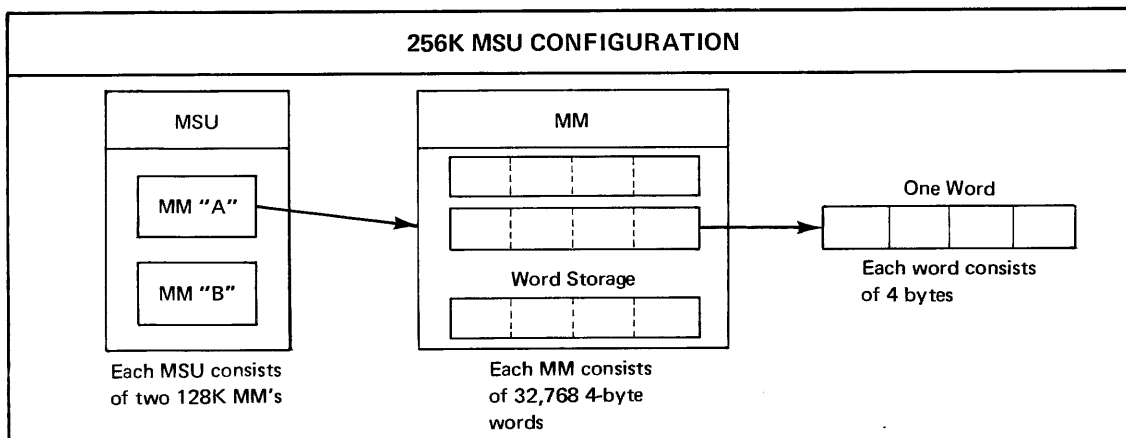 256K MSU CONFIGURATION
MSU
MM "A"
MM "B"
Each MSU consists
of two 128K MM's
MM
Word Storage
Each MM consists
of 32,768 4-byte
words
One Word
Each word consists
of 4 bytes